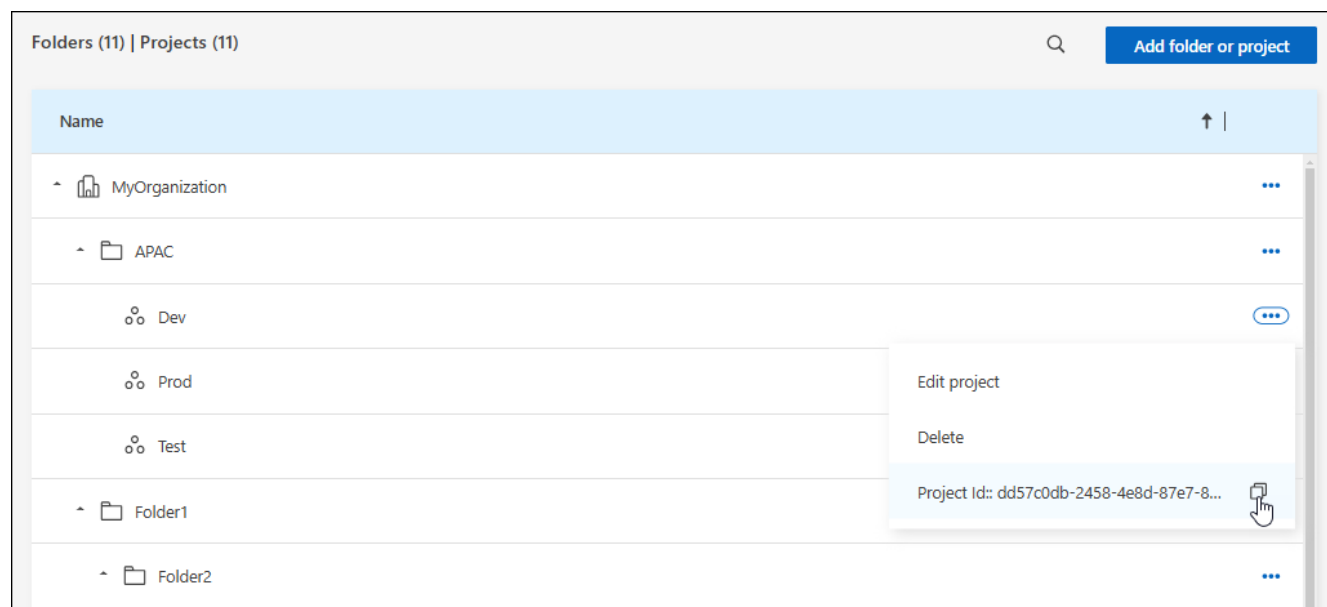 Folders (11) | Projects (11)
Add folder or project
Name
MyOrganization
APAC
Dev
Prod
Edit project
Delete
Test
Project Id:: dd57c0db-2458-4e8d-87e7-8...
Folder1
Folder2